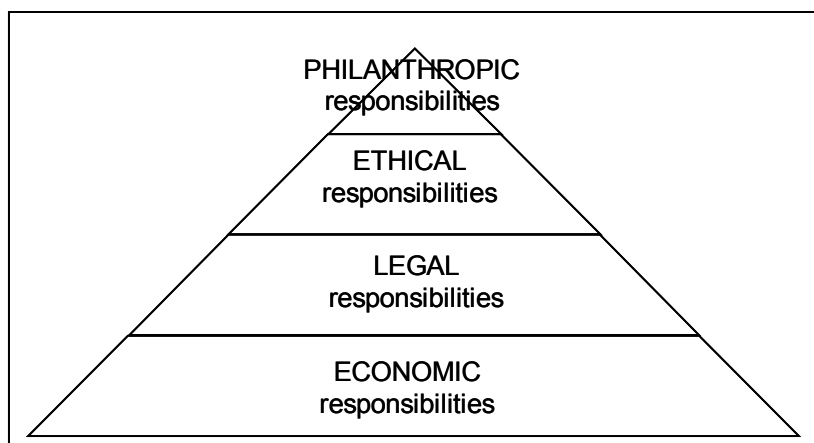 PHILANTHROPIC
responsibilities
ETHICAL
responsibilities
LEGAL
responsibilities
ECONOMIC
responsibilities